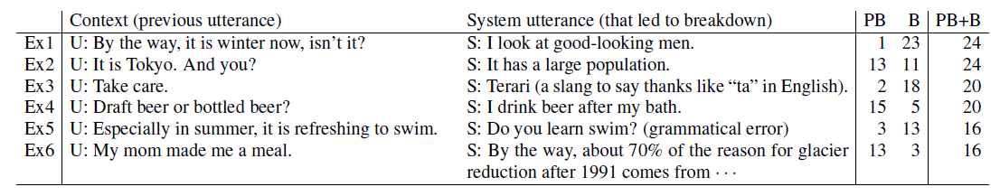 Context (previous utterance) System utterance (that led to breakdown) PB B PB+B
Ex1 U: By the way, it is winter now, isn't it? S: I look at good-looking men. 1 23 24
Ex2 U: It is Tokyo. And you? S: It has a large population. 13 11 24
Ex3 U: Take care. S: Terari (a slang to say thanks like “ta” in English). 2 18 20
Ex4 U: Draft beer or bottled beer? S: I drink beer after my bath. 15 5 20
Ex5 U: Especially in summer, it is refreshing to swim. S: Do you learn swim? (grammatical error) 3 13 16
Ex6 U: My mom made me a meal. S: By the way, about 70% of the reason for glacier 13 3 16
reduction after 1991 comes from ···